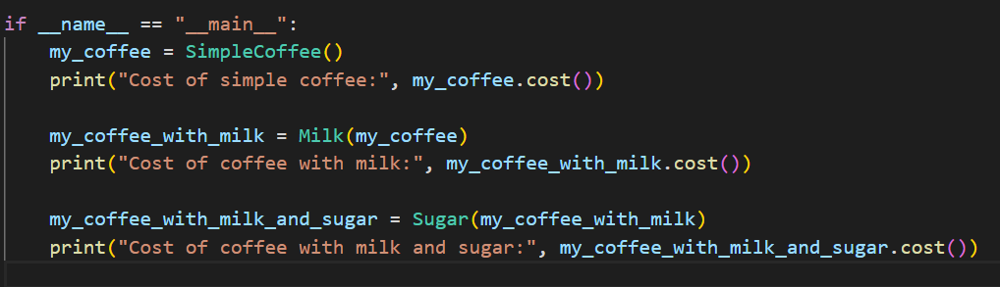 if __name__ == "__main__":
    my_coffee = SimpleCoffee()
    print("Cost of simple coffee:", my_coffee.cost())

    my_coffee_with_milk = Milk(my_coffee)
    print("Cost of coffee with milk:", my_coffee_with_milk.cost())

    my_coffee_with_milk_and_sugar = Sugar(my_coffee_with_milk)
    print("Cost of coffee with milk and sugar:", my_coffee_with_milk_and_sugar.cost())